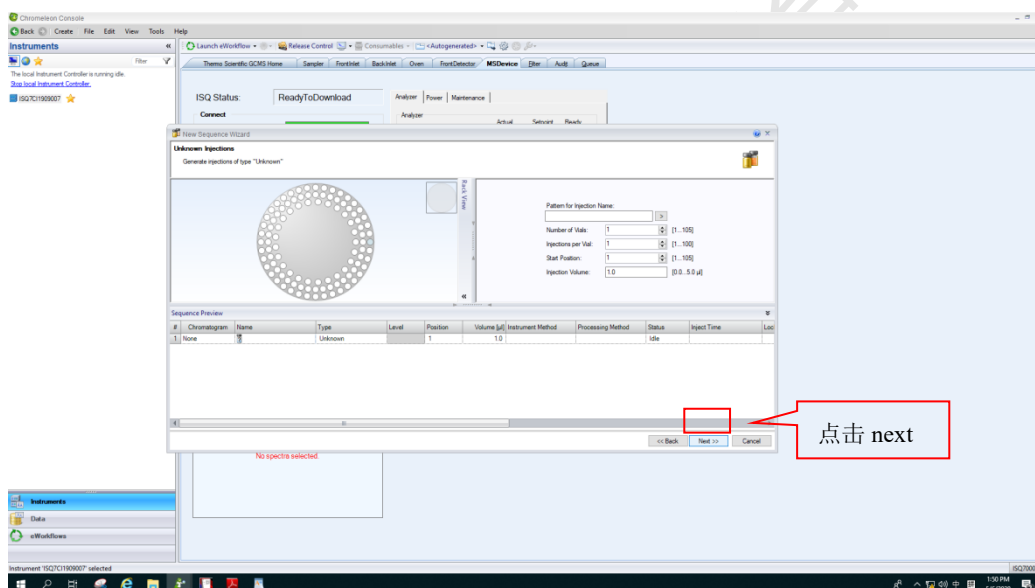 Chromeleon Console
Back Create File Edit View Tools Help
Instruments «
Launch eWorkflow Release Control Consumables <Autogenerated>
Filter
The local Instrument Controller is running idle.
Stop local Instrument Controller.
ISQ7CI1909007
Thermo Scientific GCMS Home Sampler FrontInlet BackInlet Oven FrontDetector MSDevice Filter Audit Queue
ISQ Status: ReadyToDownload
Analyzer Power Maintenance
Connect
Analyzer
Actual Setpoint Ready
New Sequence Wizard
Unknown Injections
Generate injections of type "Unknown"
Rack View
«
Pattern for Injection Name:
>
Number of Vials: 1 [1...105]
Injections per Vial: 1 [1...100]
Start Position: 1 [1...105]
Injection Volume: 1.0 [0.0...5.0 µl]
Sequence Preview
# Chromatogram Name Type Level Position Volume [µl] Instrument Method Processing Method Status Inject Time Loc
1 None Unknown 1 1.0 Idle
<< Back Next >> Cancel
点击 next
No spectra selected.
Instruments
Data
eWorkflows
Instrument 'ISQ7CI1909007' selected
中
1:50 PM